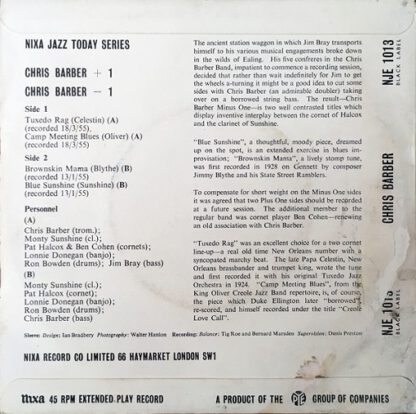 NIXA JAZZ TODAY SERIES
CHRIS BARBER + 1
CHRIS BARBER — 1
Side 1
Tuxedo Rag (Celestin) (A)
(recorded 18/3/55).
Camp Meeting Blues (Oliver) (A)
(recorded 18/3/55)
Side 2
Brownskin Mama (Blythe) (B)
(recorded 13/1/55)
Blue Sunshine (Sunshine) (B)
(recorded 13/1/55)
Personnel
(A)
Chris Barber (trom.);
Monty Sunshine (cl.);
Pat Halcox & Ben Cohen (cornets);
Lonnie Donegan (banjo);
Ron Bowden (drums); Jim Bray (bass)
(B)
Monty Sunshine (cl.);
Pat Halcox (cornet);
Lonnie Donegan (banjo);
Ron Bowden (drums);
Chris Barber (bass)
The ancient station waggon in which Jim Bray transports
himself to his various musical engagements broke down
in the wilds of Ealing. His five confreres in the Chris
Barber Band, impatient to commence a recording session,
decided that rather than wait indefinitely for Jim to get
the wheels a-turning it might be a good idea to cut some
sides with Chris Barber (an admirable doubler) taking
over on a borrowed string bass. The result—Chris
Barber Minus One—is two well contrasted titles which
display inventive interplay between the cornet of Halcox
and the clarinet of Sunshine.
"Blue Sunshine", a thoughtful, moody piece, dreamed
up on the spot, is an extended exercise in blues im-
provisation; "Brownskin Mama", a lively stomp tune,
was first recorded in 1928 on Gennett by composer
Jimmy Blythe and his State Street Ramblers.
To compensate for short weight on the Minus One sides
it was agreed that two Plus One sides should be recorded
at a future session. The additional member to the
regular band was cornet player Ben Cohen—renewing
an old association with Chris Barber.
"Tuxedo Rag" was an excellent choice for a two cornet
line-up—a real old time New Orleans number with a
syncopated marchy beat. The late Papa Celestin, New
Orleans brassbander and trumpet king, wrote the tune
and first recorded it with his original Tuxedo Jazz
Orchestra in 1924. "Camp Meeting Blues", from the
King Oliver Creole Jazz Band repertoire, is, of course,
the piece which Duke Ellington later "borrowed",
re-scored, and himself recorded under the title "Creole
Love Call".
Sleeve: Design: Ian Bradbery Photography: Walter Hanlon Recording: Balance: Tig Roe and Bernard Marsden Supervision: Denis Preston
NIXA RECORD CO LIMITED 66 HAYMARKET LONDON SW1
nixa 45 RPM EXTENDED-PLAY RECORD A PRODUCT OF THE PYE GROUP OF COMPANIES
NJE 1013
BLACK LABEL
CHRIS BARBER
NJE 1013
BLACK LABEL